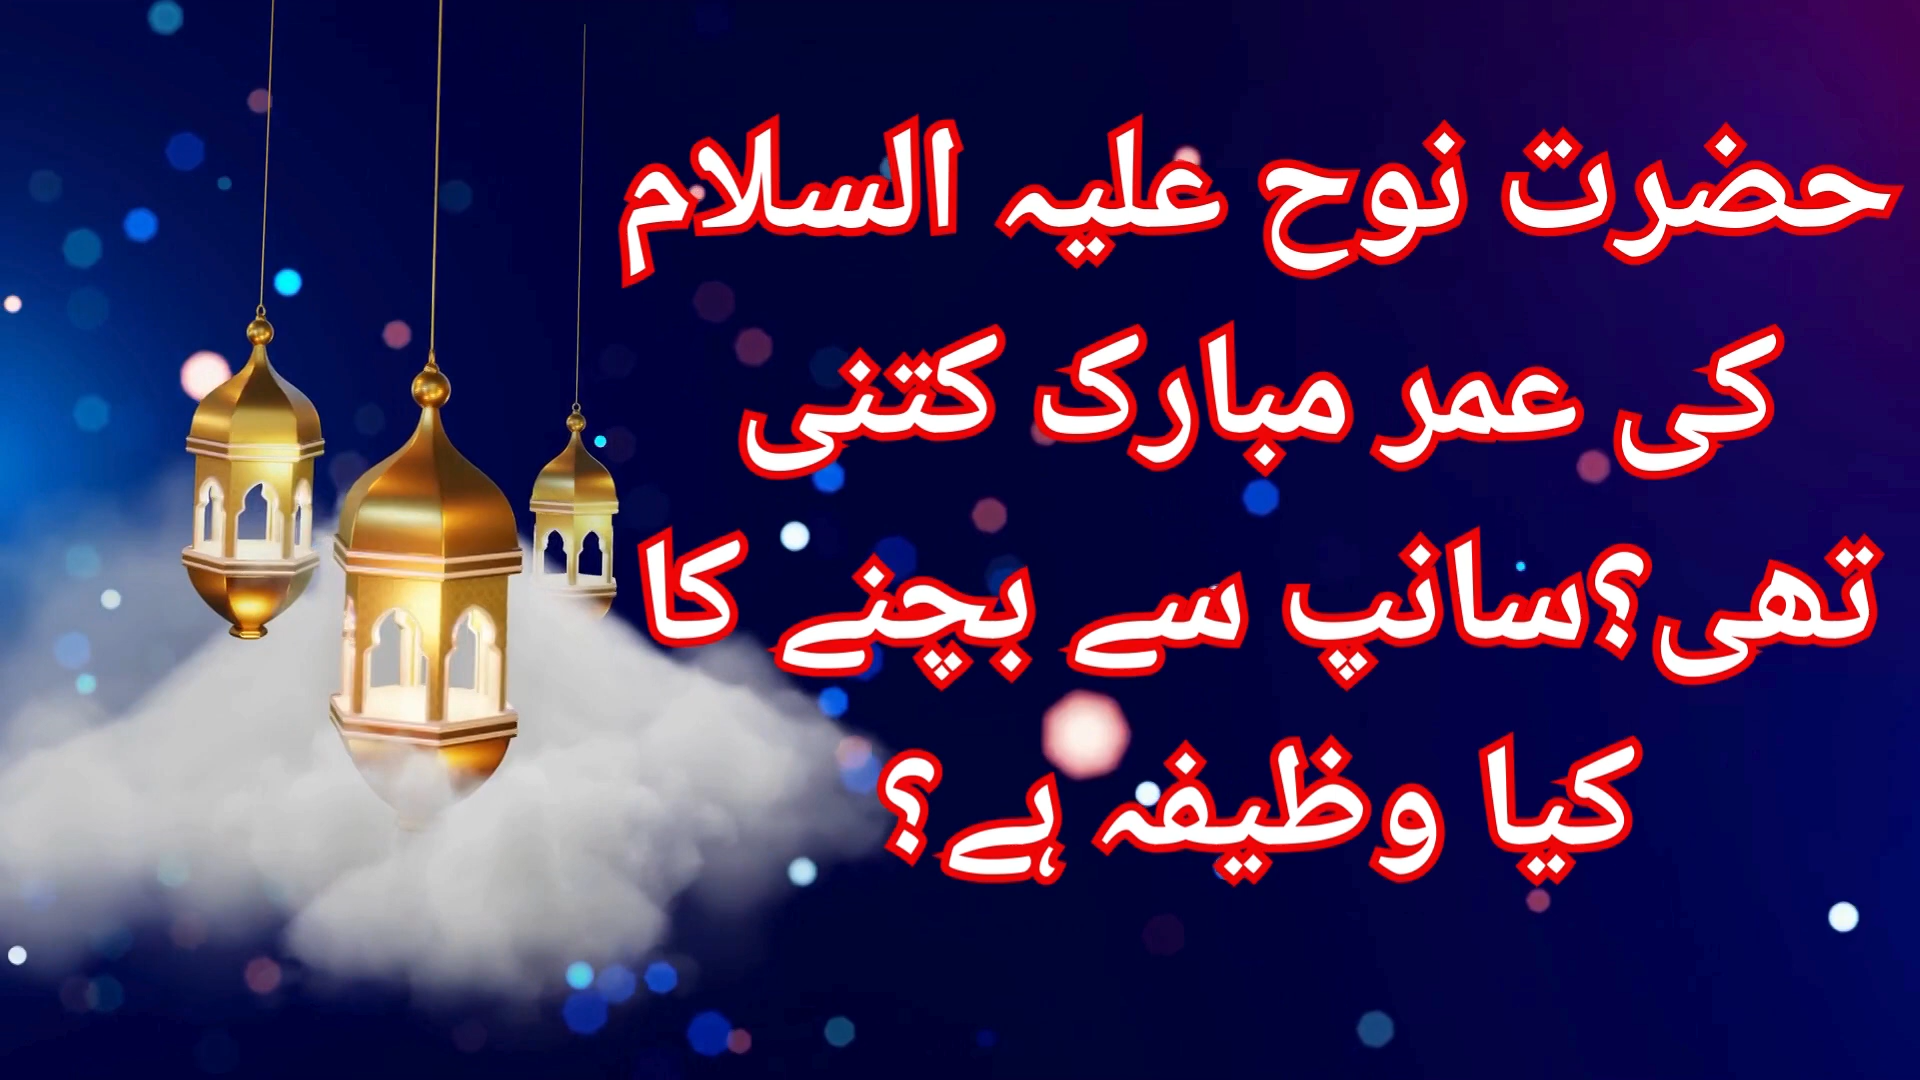 حضرت نوح علیہ السلام
کی عمر مبارک کتنی
تھی؟سانپ سے بچنے کا
کیا وظیفہ ہے؟